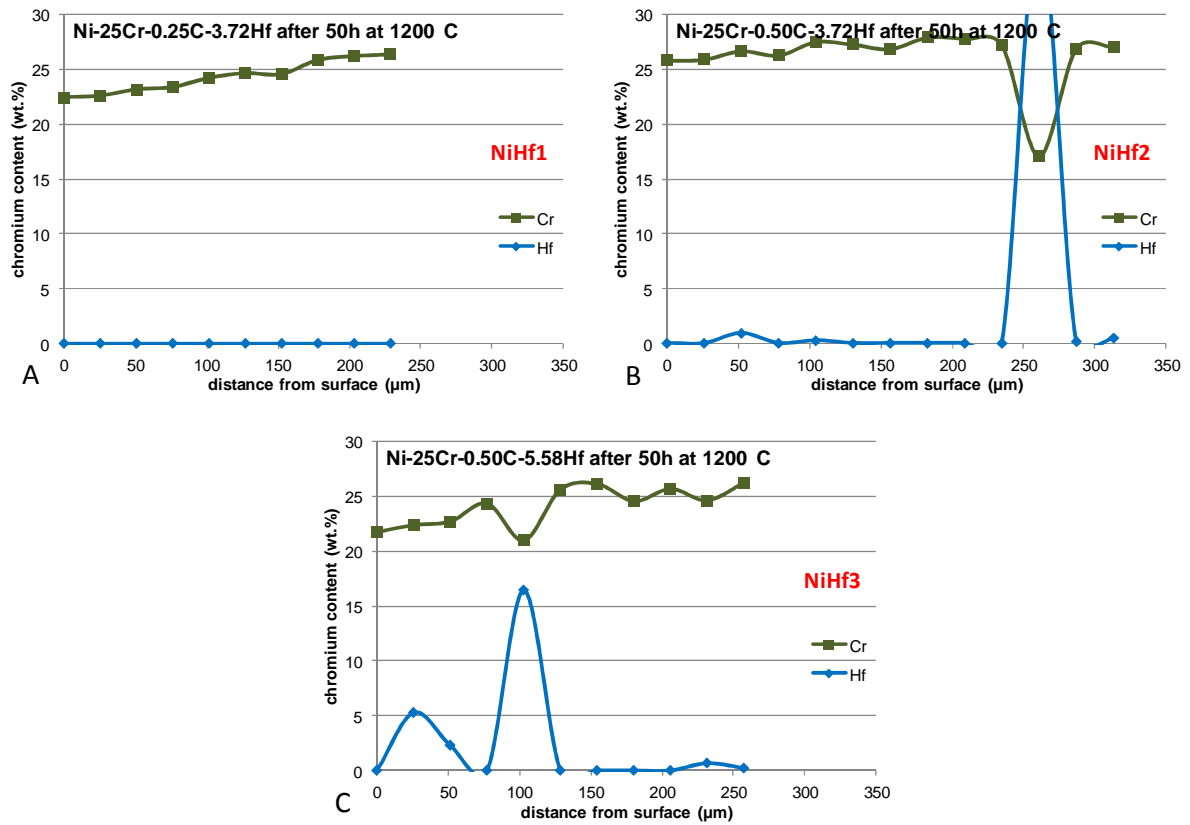 Ni-25Cr-0.25C-3.72Hf after 50h at 1200 C
30
25
20
15
10
5
0
chromium content (wt.%)
NiHf1
Cr
Hf
0 50 100 150 200 250 300 350
distance from surface (µm)
A
Ni-25Cr-0.50C-3.72Hf after 50h at 1200 C
30
25
20
15
10
5
0
chromium content (wt.%)
NiHf2
Cr
Hf
0 50 100 150 200 250 300 350
distance from surface (µm)
B
Ni-25Cr-0.50C-5.58Hf after 50h at 1200 C
30
25
20
15
10
5
0
chromium content (wt.%)
NiHf3
Cr
Hf
0 50 100 150 200 250 300 350
distance from surface (µm)
C